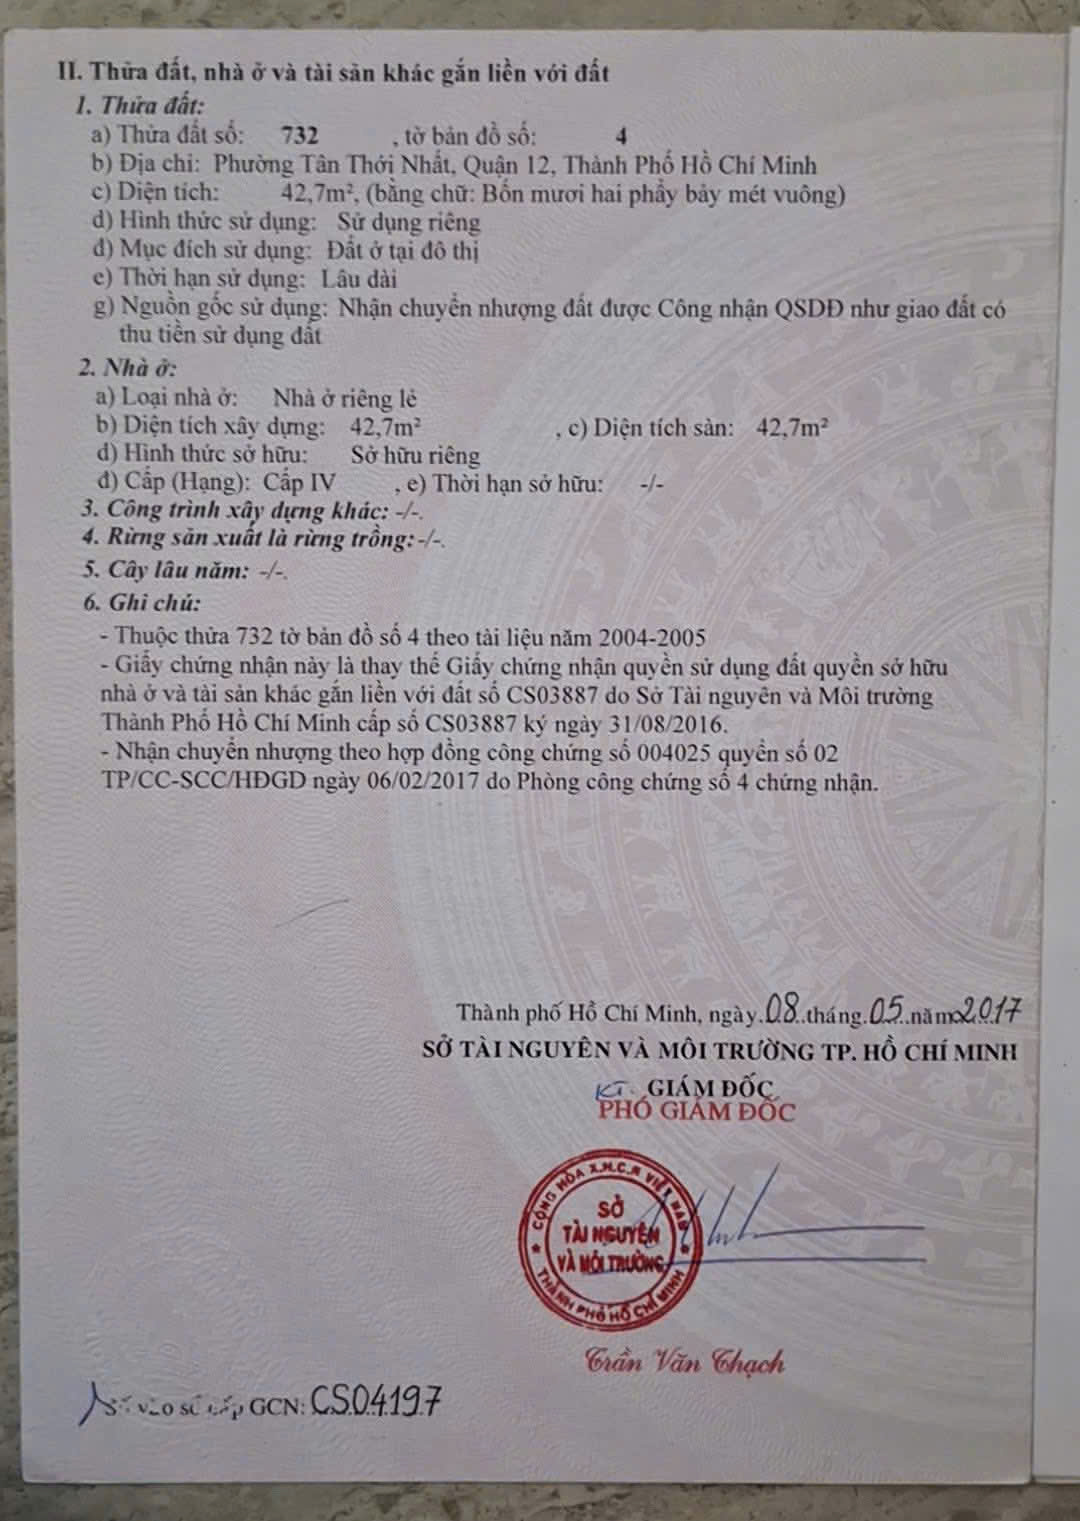 II. Thửa đất, nhà ở và tài sản khác gắn liền với đất
1. Thửa đất:
a) Thửa đất số: 732 , tờ bản đồ số: 4
b) Địa chỉ: Phường Tân Thới Nhất, Quận 12, Thành Phố Hồ Chí Minh
c) Diện tích: 42,7m², (bằng chữ: Bốn mươi hai phẩy bảy mét vuông)
d) Hình thức sử dụng: Sử dụng riêng
đ) Mục đích sử dụng: Đất ở tại đô thị
e) Thời hạn sử dụng: Lâu dài
g) Nguồn gốc sử dụng: Nhận chuyển nhượng đất được Công nhận QSDĐ như giao đất có
thu tiền sử dụng đất
2. Nhà ở:
a) Loại nhà ở: Nhà ở riêng lẻ
b) Diện tích xây dựng: 42,7m² , c) Diện tích sàn: 42,7m²
d) Hình thức sở hữu: Sở hữu riêng
đ) Cấp (Hạng): Cấp IV , e) Thời hạn sở hữu: -/-
3. Công trình xây dựng khác: -/-.
4. Rừng sản xuất là rừng trồng: -/-.
5. Cây lâu năm: -/-.
6. Ghi chú:
- Thuộc thửa 732 tờ bản đồ số 4 theo tài liệu năm 2004-2005
- Giấy chứng nhận này là thay thế Giấy chứng nhận quyền sử dụng đất quyền sở hữu
nhà ở và tài sản khác gắn liền với đất số CS03887 do Sở Tài nguyên và Môi trường
Thành Phố Hồ Chí Minh cấp số CS03887 ký ngày 31/08/2016.
- Nhận chuyển nhượng theo hợp đồng công chứng số 004025 quyển số 02
TP/CC-SCC/HĐGD ngày 06/02/2017 do Phòng công chứng số 4 chứng nhận.
Thành phố Hồ Chí Minh, ngày 08 tháng 05 năm 2017
SỞ TÀI NGUYÊN VÀ MÔI TRƯỜNG TP. HỒ CHÍ MINH
KT. GIÁM ĐỐC
PHÓ GIÁM ĐỐC
CỘNG HÒA X.H.C.N VIỆT NAM
SỞ
TÀI NGUYÊN
VÀ MÔI TRƯỜNG
THÀNH PHỐ HỒ CHÍ MINH
Trần Văn Thạch
Số vào sổ cấp GCN: CS04197